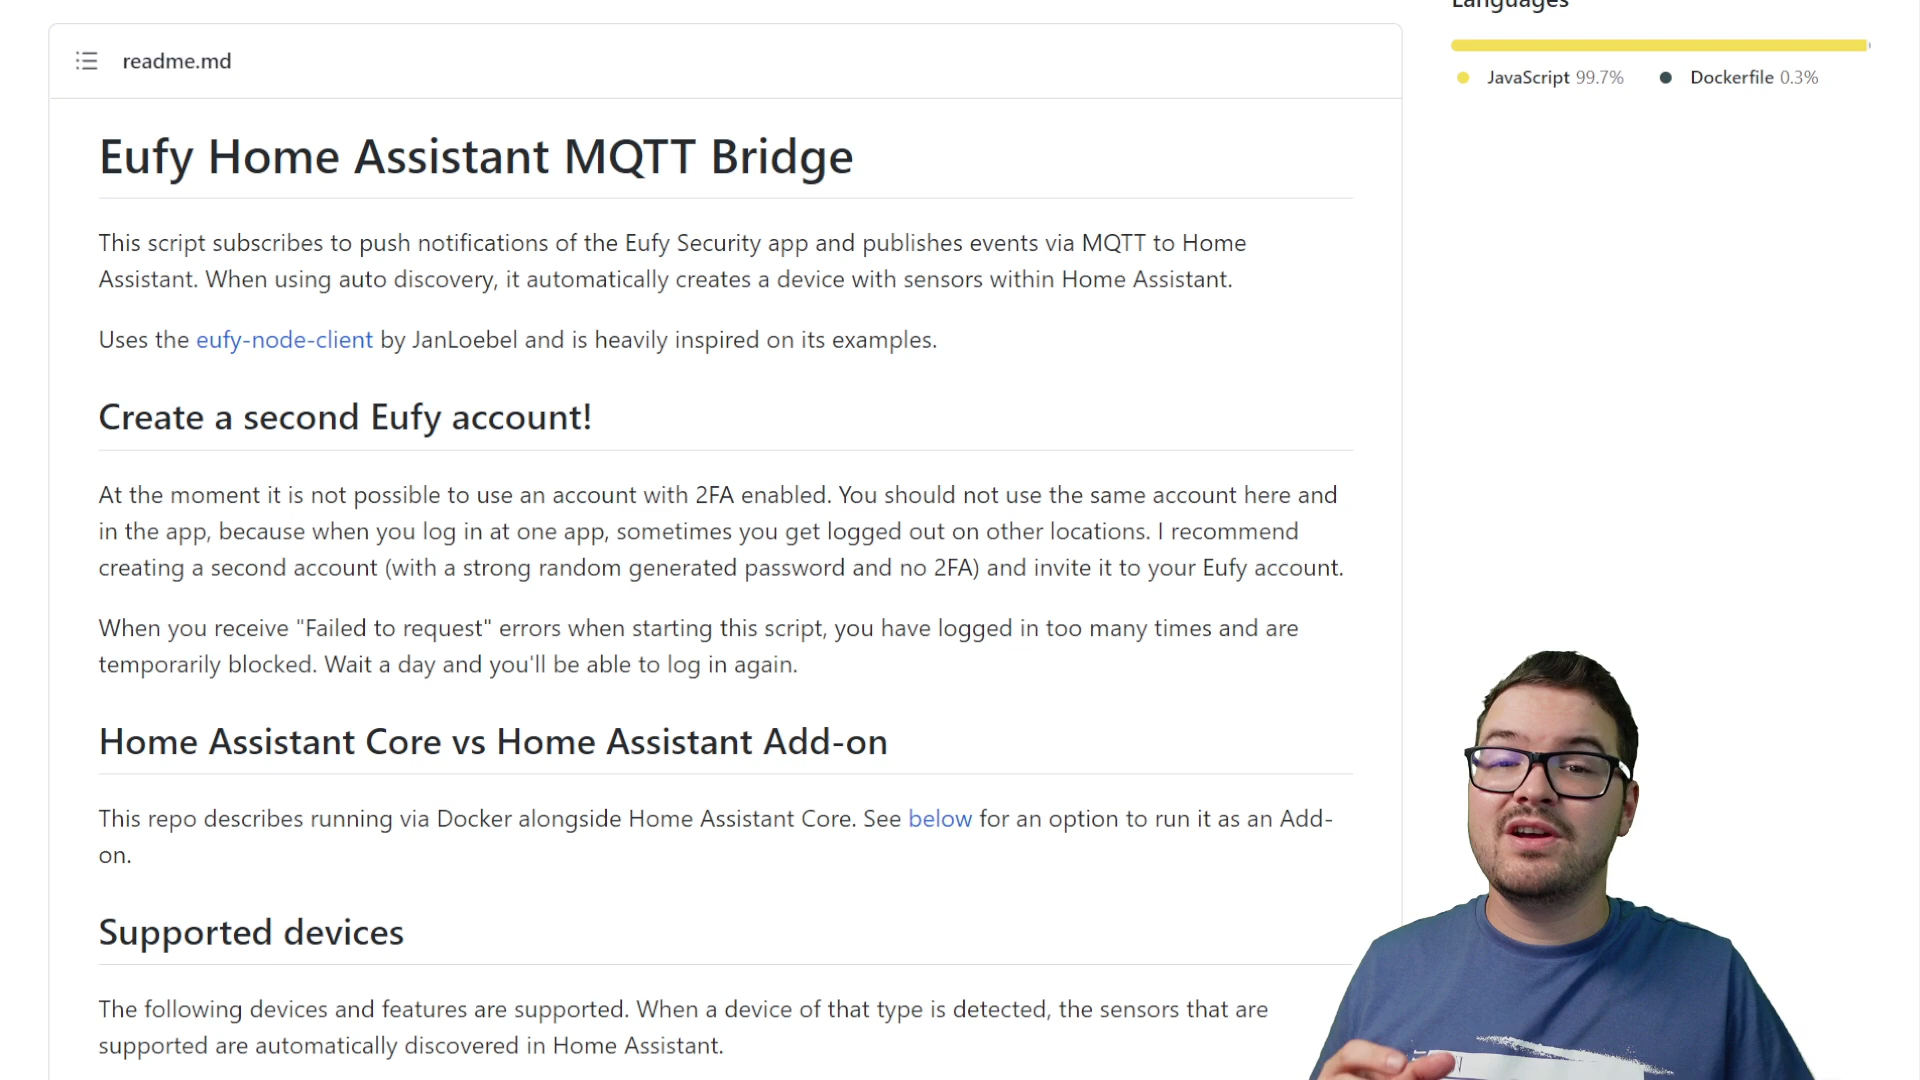 Languages
readme.md
JavaScript 99.7%
Dockerfile 0.3%
Eufy Home Assistant MQTT Bridge
This script subscribes to push notifications of the Eufy Security app and publishes events via MQTT to Home
Assistant. When using auto discovery, it automatically creates a device with sensors within Home Assistant.
Uses the eufy-node-client by JanLoebel and is heavily inspired on its examples.
Create a second Eufy account!
At the moment it is not possible to use an account with 2FA enabled. You should not use the same account here and
in the app, because when you log in at one app, sometimes you get logged out on other locations. I recommend
creating a second account (with a strong random generated password and no 2FA) and invite it to your Eufy account.
When you receive "Failed to request" errors when starting this script, you have logged in too many times and are
temporarily blocked. Wait a day and you'll be able to log in again.
Home Assistant Core vs Home Assistant Add-on
This repo describes running via Docker alongside Home Assistant Core. See below for an option to run it as an Add-
on.
Supported devices
The following devices and features are supported. When a device of that type is detected, the sensors that are
supported are automatically discovered in Home Assistant.